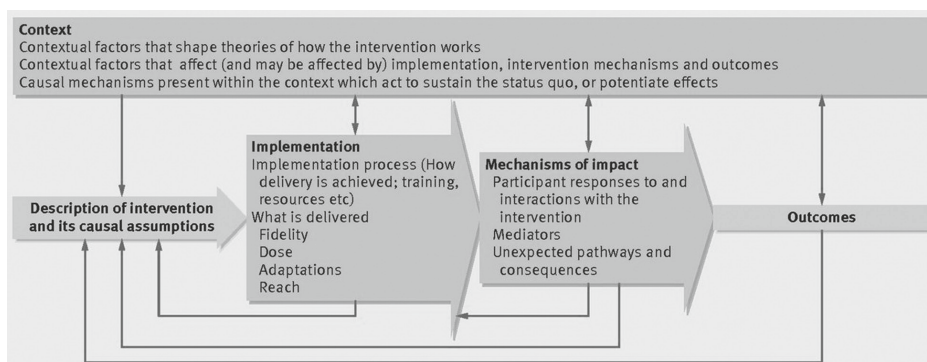 Context
Contextual factors that shape theories of how the intervention works
Contextual factors that affect (and may be affected by) implementation, intervention mechanisms and outcomes
Causal mechanisms present within the context which act to sustain the status quo, or potentiate effects
Description of intervention
and its causal assumptions
Implementation
Implementation process (How
delivery is achieved; training,
resources etc)
What is delivered
Fidelity
Dose
Adaptations
Reach
Mechanisms of impact
Participant responses to and
interactions with the
intervention
Mediators
Unexpected pathways and
consequences
Outcomes